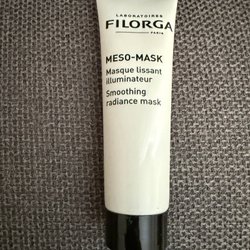 LABORATOIRES
FILORGA
PARIS
MESO-MASK
Masque lissant
illuminateur
Smoothing
radiance mask